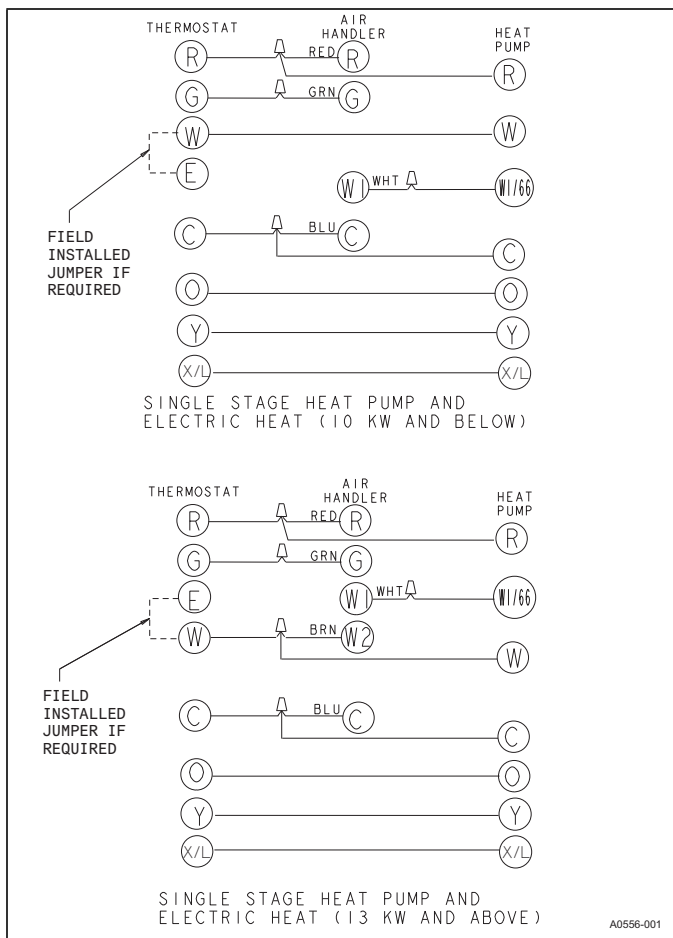 THERMOSTAT
AIR
HANDLER
HEAT
PUMP
R RED R
R
G GRN G
W W
E
W1 WHT W1/66
FIELD
INSTALLED
JUMPER IF
REQUIRED
C BLU C
C
O O
Y Y
X/L X/L
SINGLE STAGE HEAT PUMP AND
ELECTRIC HEAT (10 KW AND BELOW)
THERMOSTAT
AIR
HANDLER
HEAT
PUMP
R RED R
R
G GRN G
E W1 WHT W1/66
W BRN W2
W
FIELD
INSTALLED
JUMPER IF
REQUIRED
C BLU C
C
O O
Y Y
X/L X/L
SINGLE STAGE HEAT PUMP AND
ELECTRIC HEAT (13 KW AND ABOVE)
A0556-001